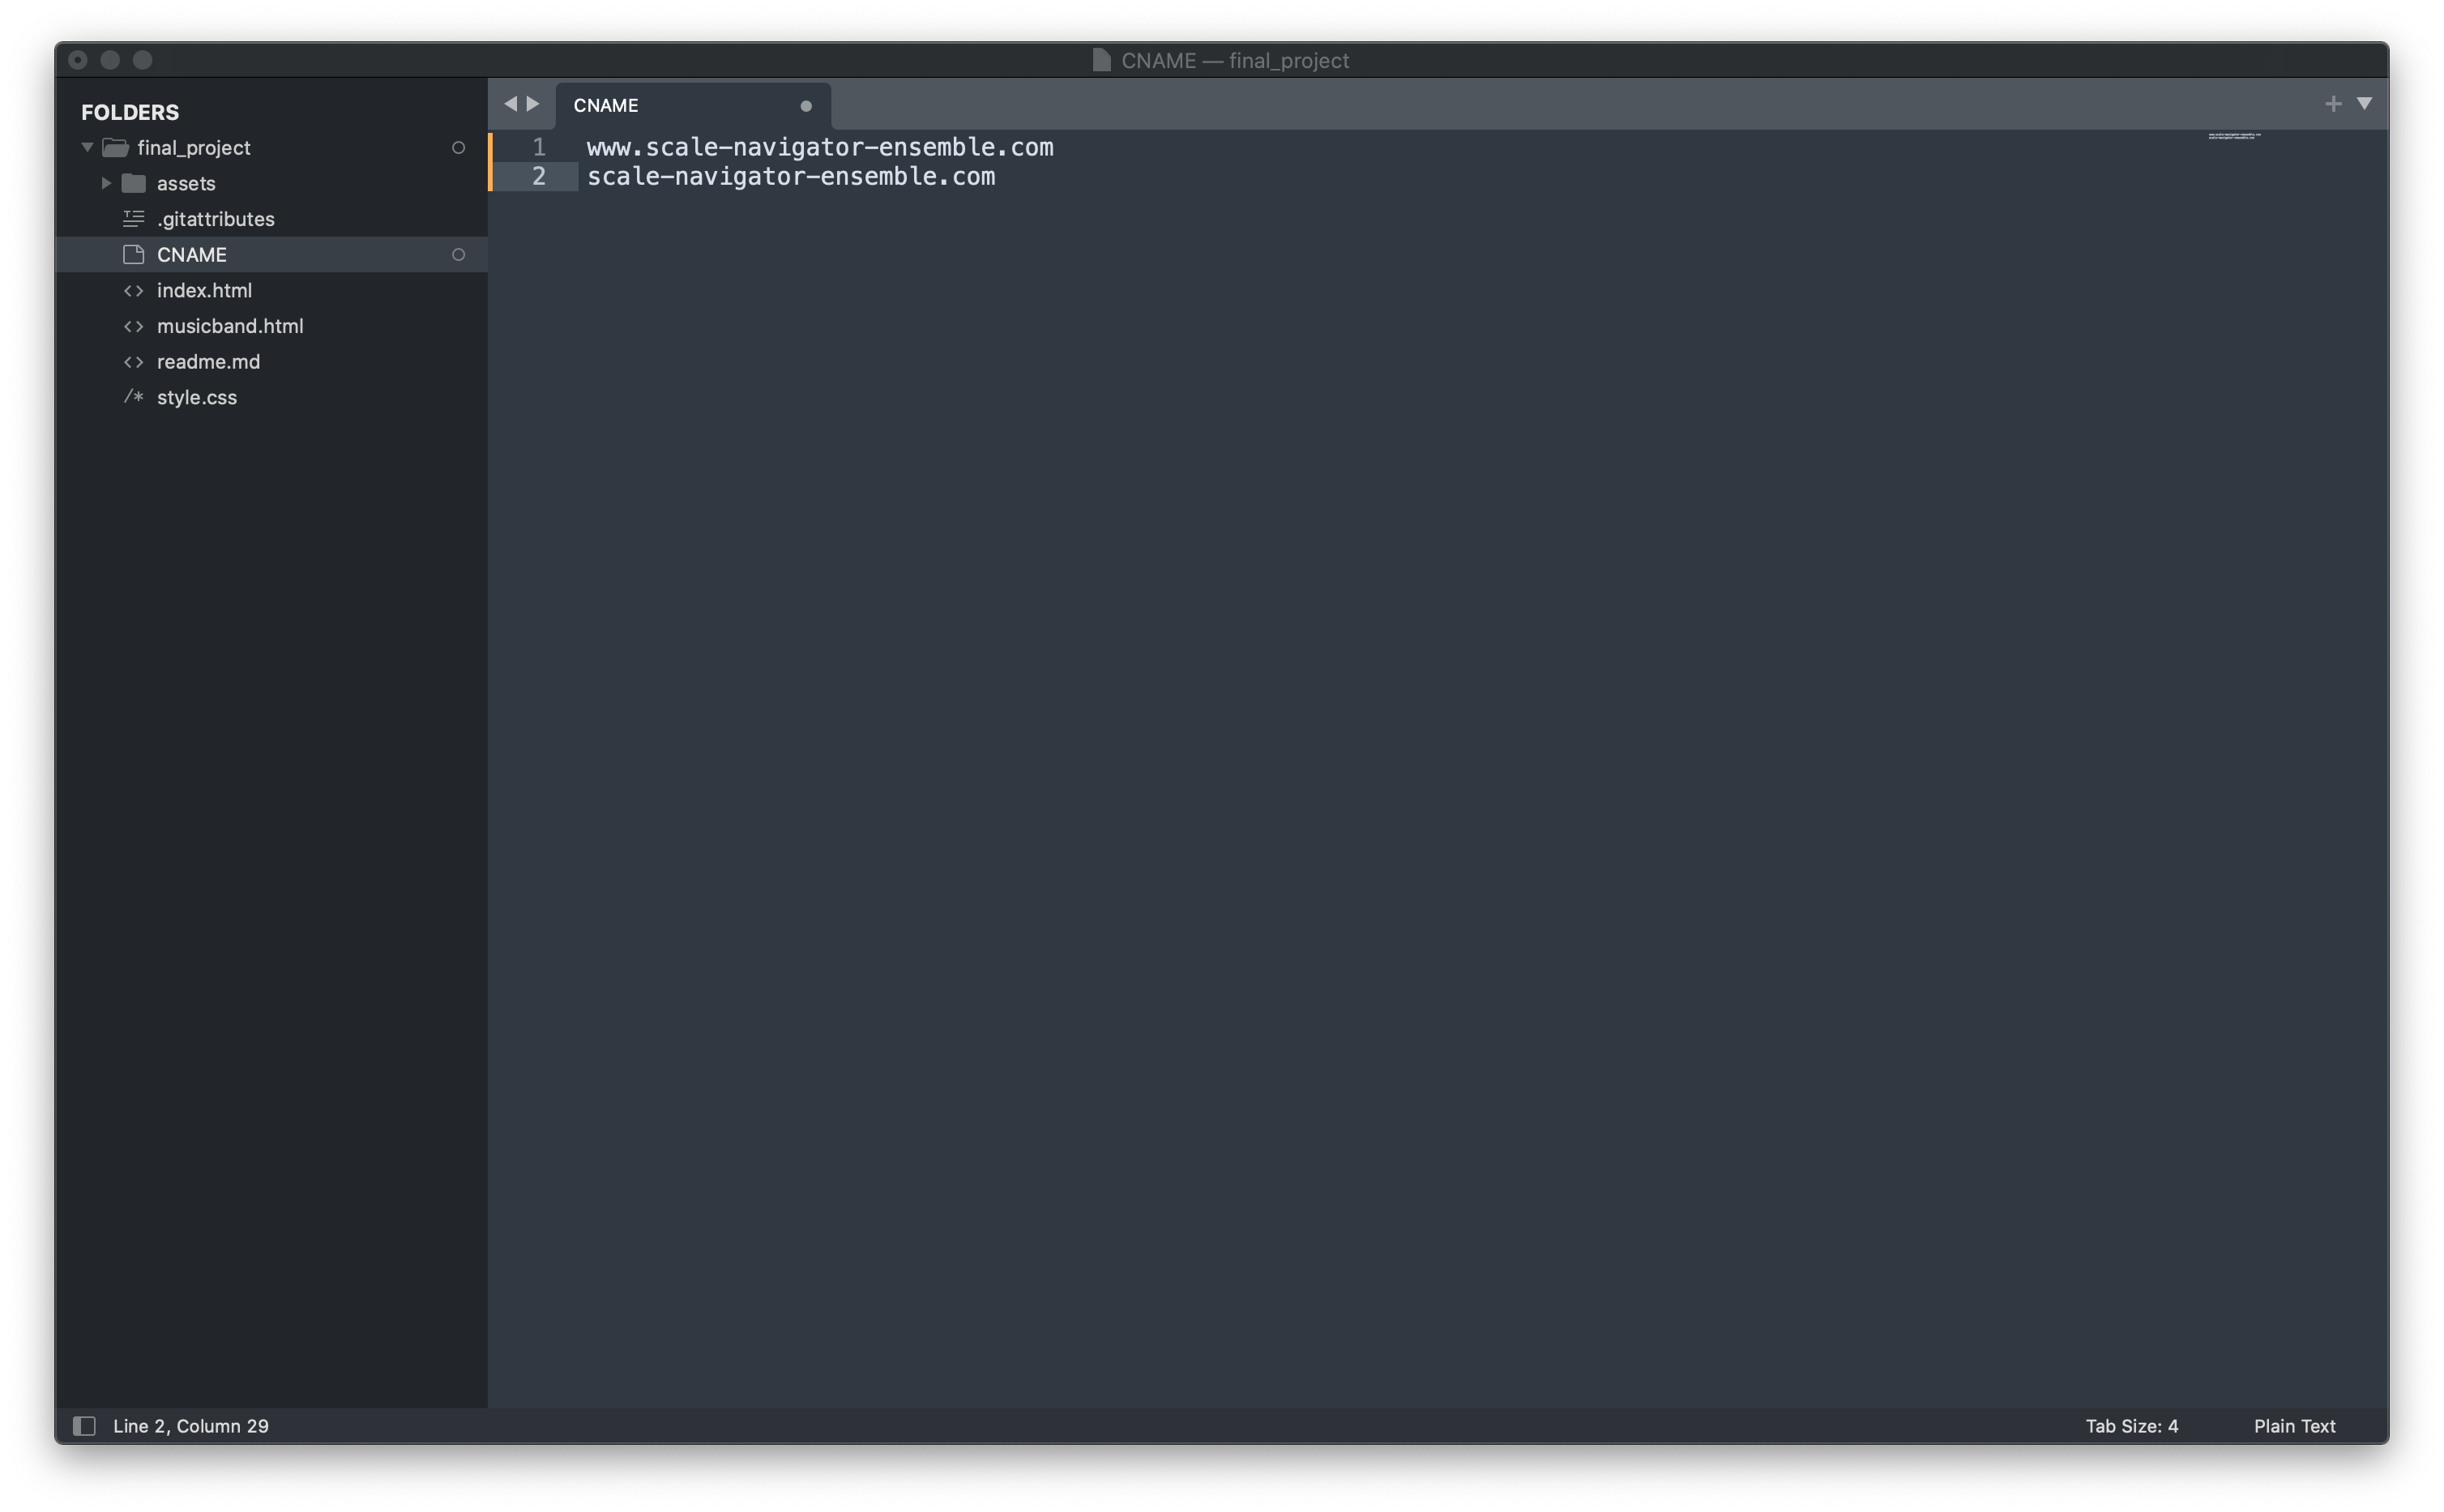 CNAME — final_project
FOLDERS
final_project
assets
.gitattributes
CNAME
index.html
musicband.html
readme.md
/* style.css
CNAME
1 www.scale-navigator-ensemble.com
2 scale-navigator-ensemble.com
Line 2, Column 29
Tab Size: 4
Plain Text